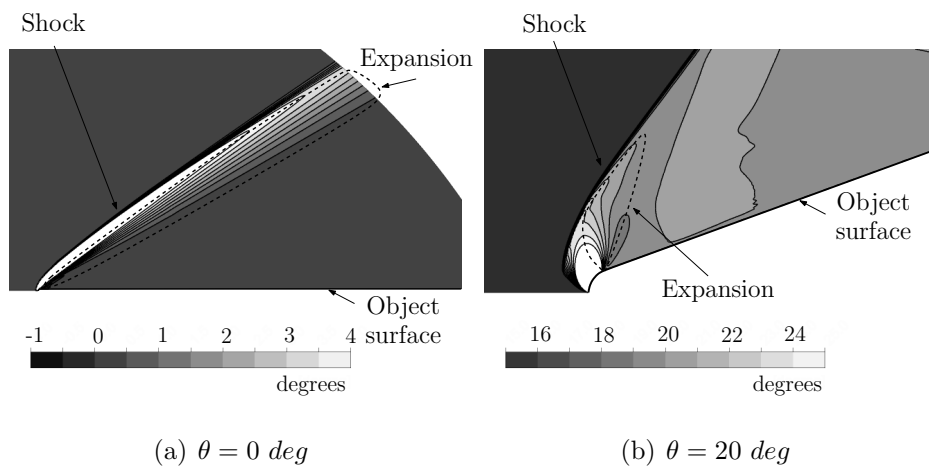 Shock
Expansion
Object
surface
-1 0 1 2 3 4
degrees
(a) θ = 0 deg
Shock
Object
surface
Expansion
16 18 20 22 24
degrees
(b) θ = 20 deg